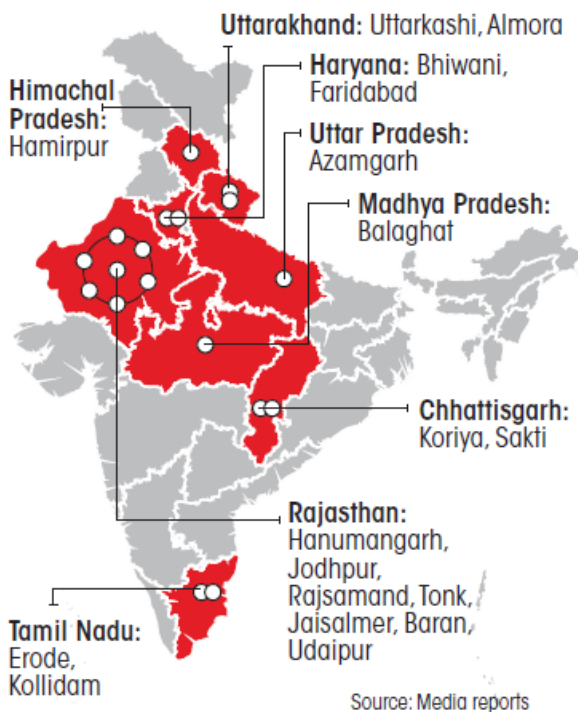 Uttarakhand: Uttarkashi, Almora
Haryana: Bhiwani,
Faridabad
Himachal
Pradesh:
Hamirpur
Uttar Pradesh:
Azamgarh
Madhya Pradesh:
Balaghat
Chhattisgarh:
Koriya, Sakti
Rajasthan:
Hanumangarh,
Jodhpur,
Rajsamand, Tonk,
Jaisalmer, Baran,
Udaipur
Tamil Nadu:
Erode,
Kollidam
Source: Media reports